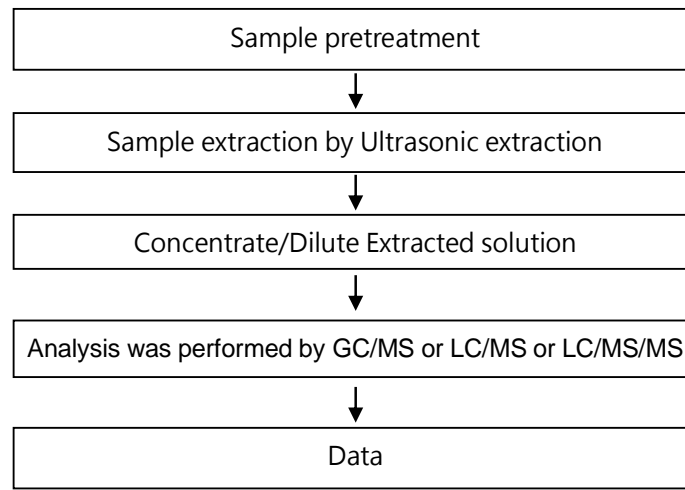 Sample pretreatment
Sample extraction by Ultrasonic extraction
Concentrate/Dilute Extracted solution
Analysis was performed by GC/MS or LC/MS or LC/MS/MS
Data